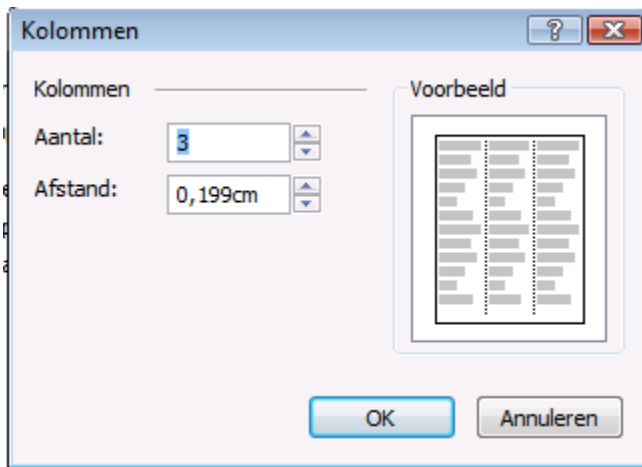 Kolommen
Kolommen
Aantal: 3
Afstand: 0,199cm
Voorbeeld
OK Annuleren